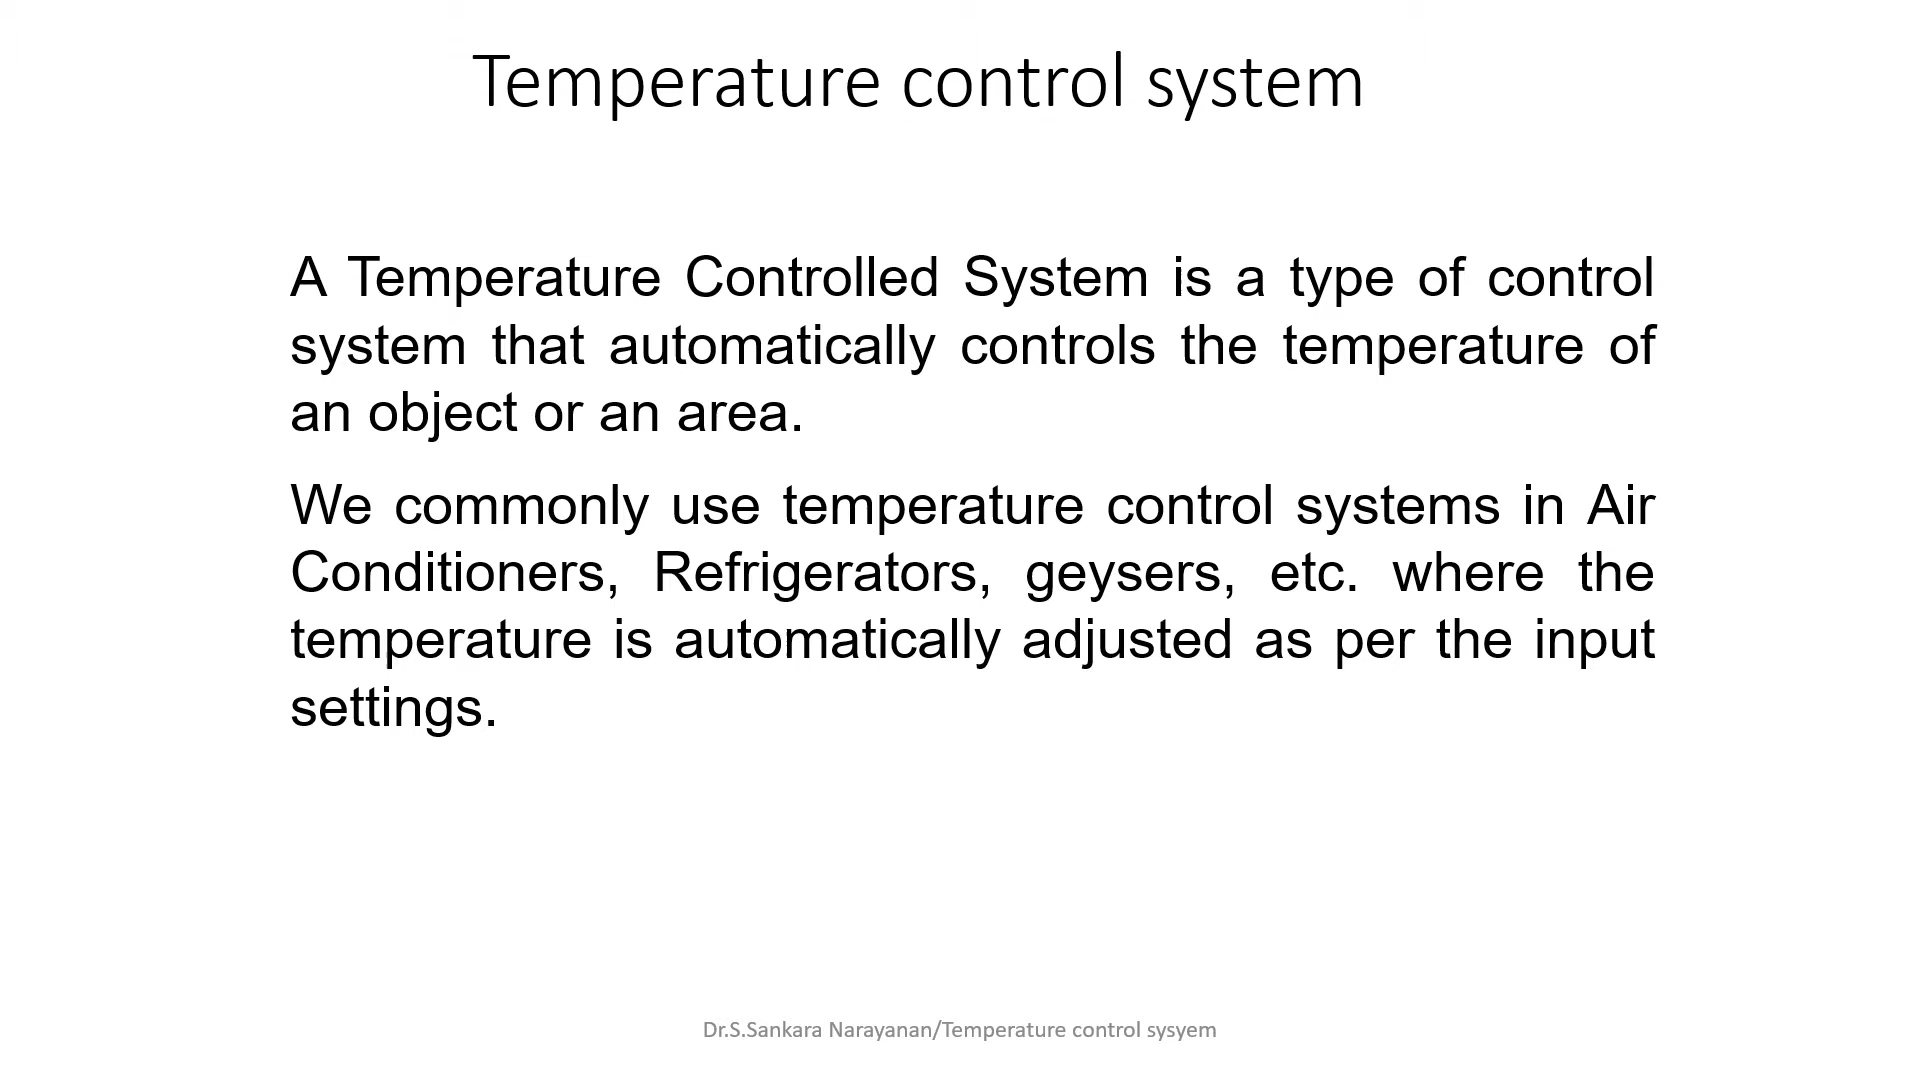 Temperature control system
A Temperature Controlled System is a type of control
system that automatically controls the temperature of
an object or an area.
We commonly use temperature control systems in Air
Conditioners, Refrigerators, geysers, etc. where the
temperature is automatically adjusted as per the input
settings.
Dr.S.Sankara Narayanan/Temperature control sysyem